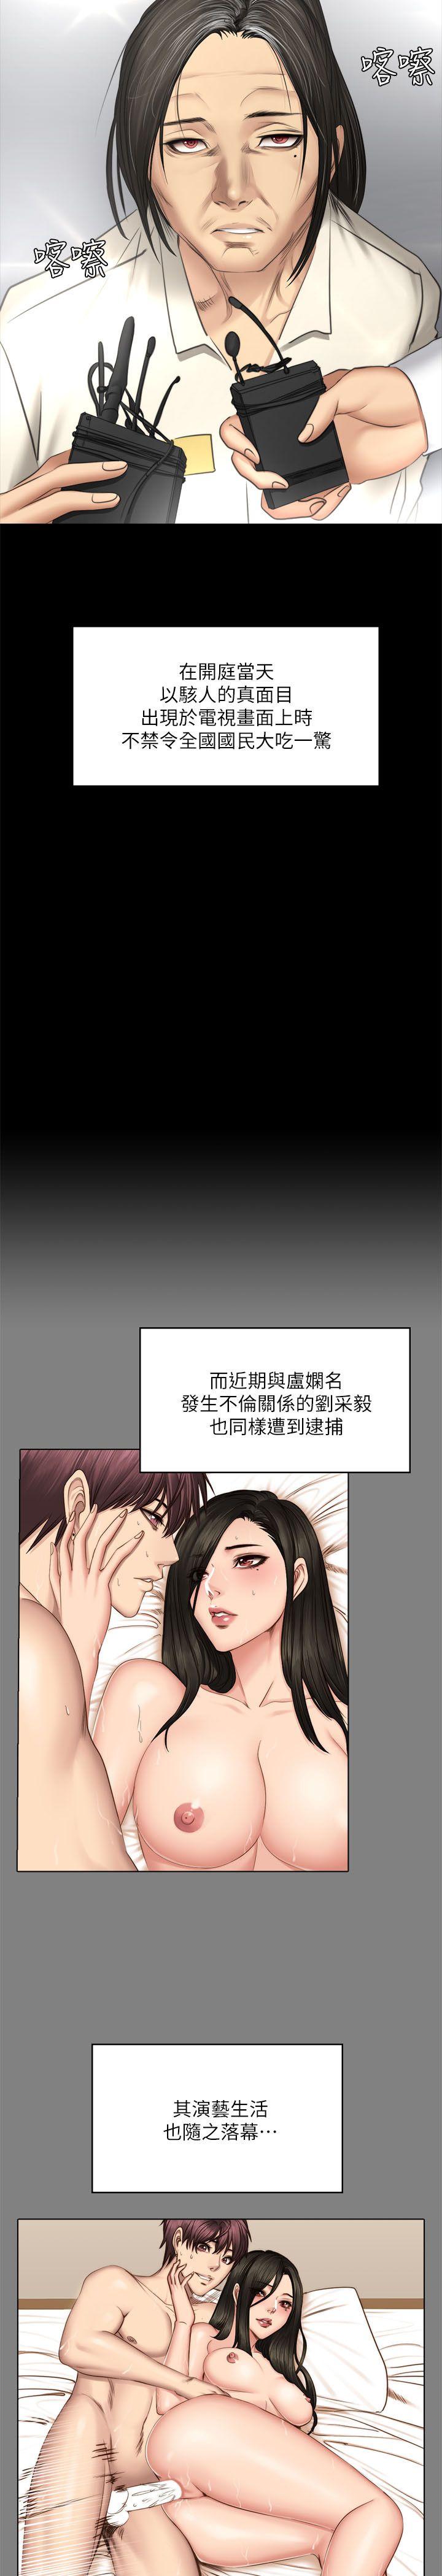 喀嚓
喀嚓
在開庭當天
以駭人的真面目
出現於電視畫面上時
不禁令全國國民大吃一驚
而近期與盧嫻名
發生不倫關係的劉采毅
也同樣遭到逮捕
其演藝生活
也隨之落幕⋯